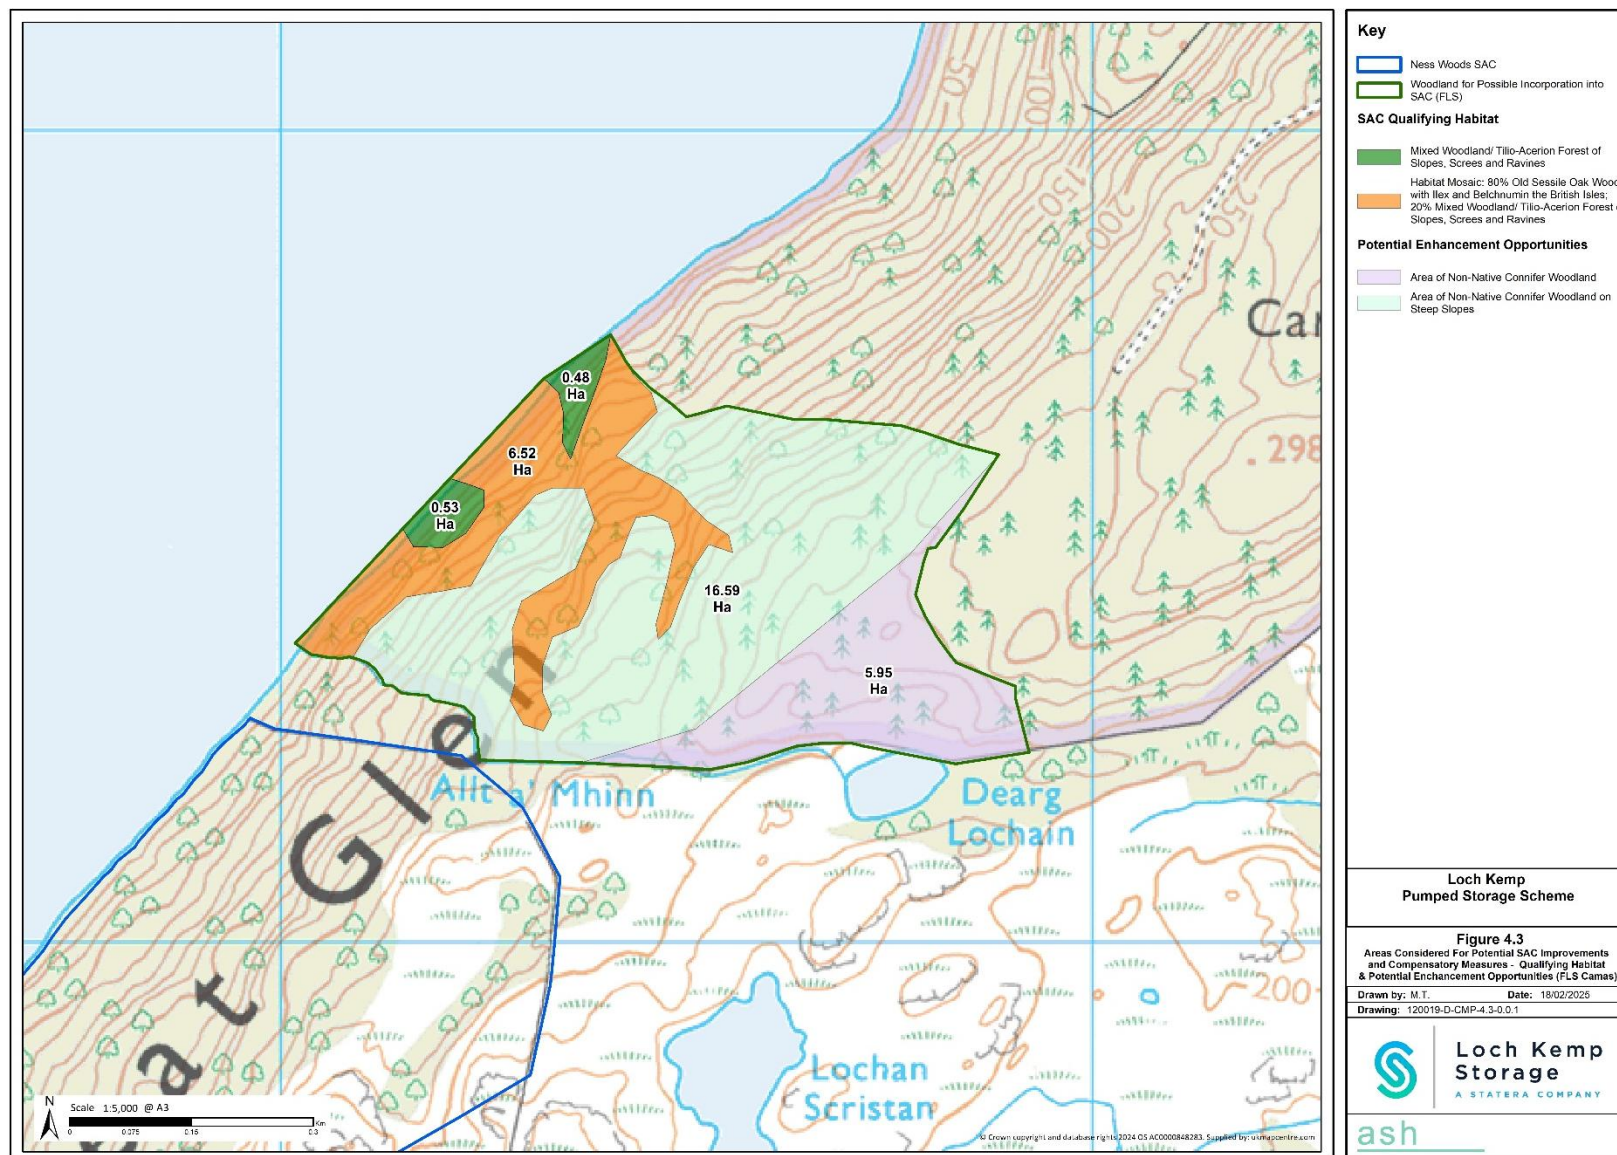 50
100
150
200
250
Car
298
0.48
Ha
6.52
Ha
0.53
Ha
16.59
Ha
5.95
Ha
Glen
at
Allt a' Mhinn
Dearg
Lochain
200
Lochan
Scristan
N
Scale 1:5,000 @ A3
0 0.075 0.15 0.3 Km
© Crown copyright and database rights 2024 OS AC0000848283. Supplied by: ukmapcentre.com
Key
Ness Woods SAC
Woodland for Possible Incorporation into
SAC (FLS)
SAC Qualifying Habitat
Mixed Woodland/ Tilio-Acerion Forest of
Slopes, Screes and Ravines
Habitat Mosaic: 80% Old Sessile Oak Wood
with Ilex and Belchnumin the British Isles;
20% Mixed Woodland/ Tilio-Acerion Forest
Slopes, Screes and Ravines
Potential Enhancement Opportunities
Area of Non-Native Connifer Woodland
Area of Non-Native Connifer Woodland on
Steep Slopes
Loch Kemp
Pumped Storage Scheme
Figure 4.3
Areas Considered For Potential SAC Improvements
and Compensatory Measures - Qualifying Habitat
& Potential Enchancement Opportunities (FLS Camas)
Drawn by: M.T. Date: 18/02/2025
Drawing: 120019-D-CMP-4.3-0.0.1
Loch Kemp
Storage
A STATERA COMPANY
ash